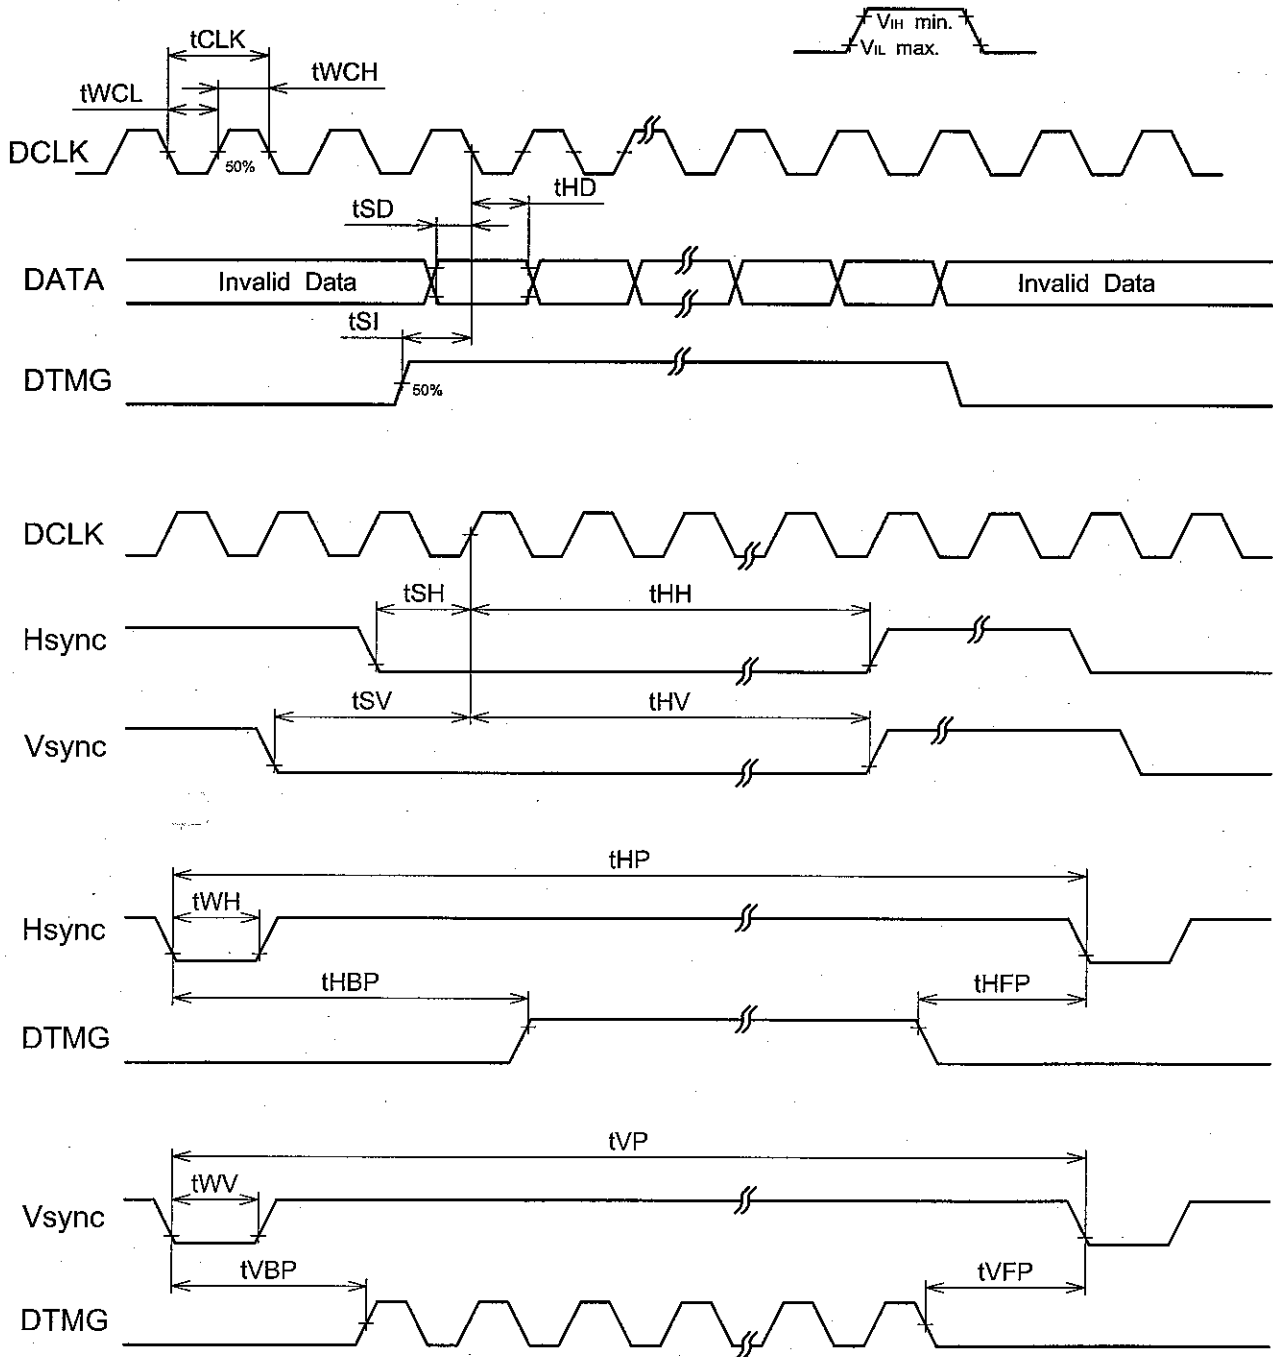 VIH min.
VIL max.
tCLK
tWCH
tWCL
DCLK
50%
tHD
tSD
DATA
Invalid Data
Invalid Data
tSI
DTMG
50%
DCLK
tSH
tHH
Hsync
tSV
tHV
Vsync
tHP
tWH
Hsync
tHBP
tHFP
DTMG
tVP
tWV
Vsync
tVBP
tVFP
DTMG